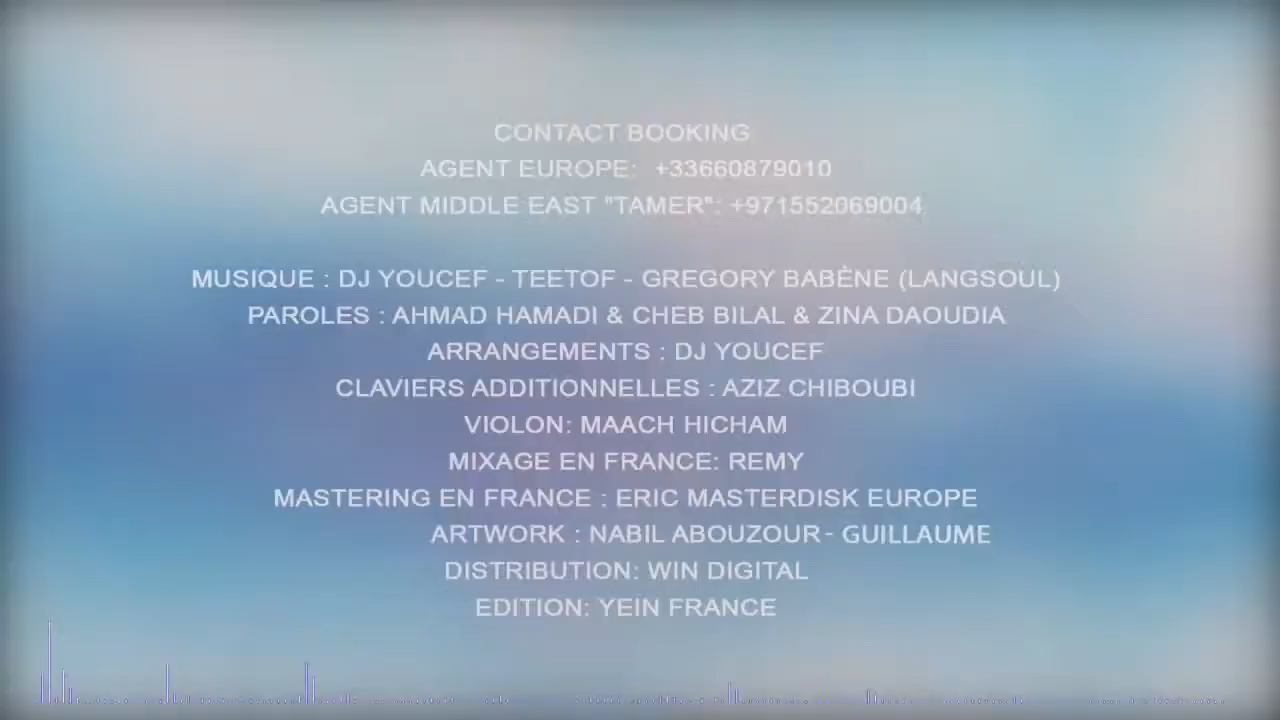 CONTACT BOOKING
AGENT EUROPE: +33660879010
AGENT MIDDLE EAST "TAMER": +971552069004
MUSIQUE : DJ YOUCEF - TEETOF - GREGORY BABÈNE (LANGSOUL)
PAROLES : AHMAD HAMADI & CHEB BILAL & ZINA DAOUDIA
ARRANGEMENTS : DJ YOUCEF
CLAVIERS ADDITIONNELLES : AZIZ CHIBOUBI
VIOLON: MAACH HICHAM
MIXAGE EN FRANCE: REMY
MASTERING EN FRANCE : ERIC MASTERDISK EUROPE
ARTWORK : NABIL ABOUZOUR - GUILLAUME
DISTRIBUTION: WIN DIGITAL
EDITION: YEIN FRANCE